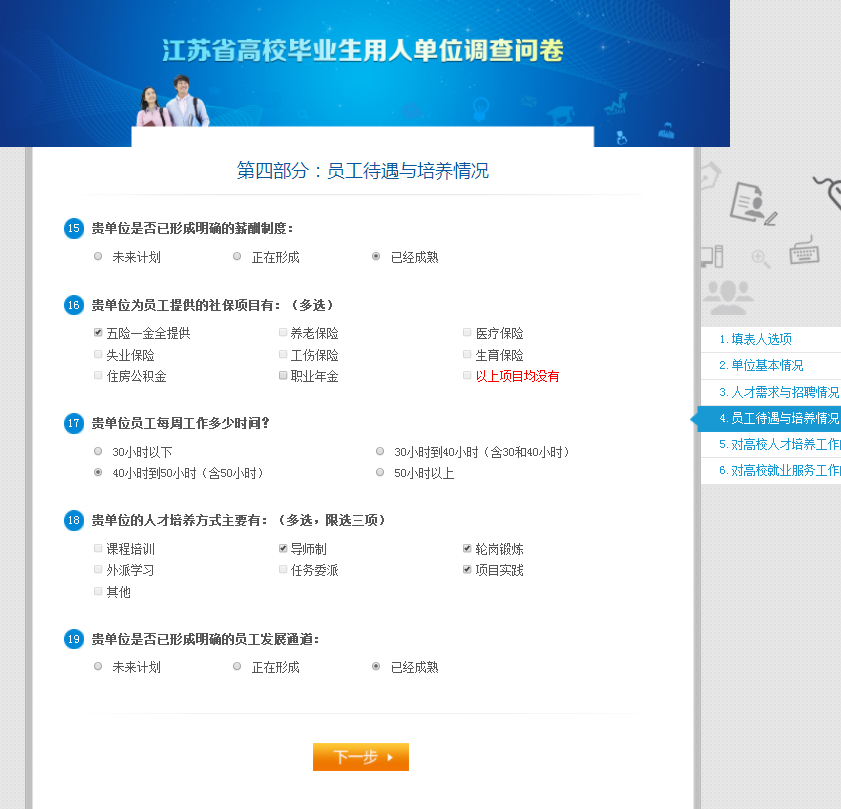 江苏省高校毕业生用人单位调查问卷
第四部分：员工待遇与培养情况
15 贵单位是否已形成明确的薪酬制度：
未来计划 正在形成 已经成熟
16 贵单位为员工提供的社保项目有：（多选）
五险一金全提供 养老保险 医疗保险
失业保险 工伤保险 生育保险
住房公积金 职业年金 以上项目均没有
17 贵单位员工每周工作多少时间？
30小时以下 30小时到40小时（含30和40小时）
40小时到50小时（含50小时） 50小时以上
18 贵单位的人才培养方式主要有：（多选，限选三项）
课程培训 导师制 轮岗锻炼
外派学习 任务委派 项目实践
其他
19 贵单位是否已形成明确的员工发展通道：
未来计划 正在形成 已经成熟
下一步
1. 填表人选项
2. 单位基本情况
3. 人才需求与招聘情况
4. 员工待遇与培养情况
5. 对高校人才培养工作
6. 对高校就业服务工作